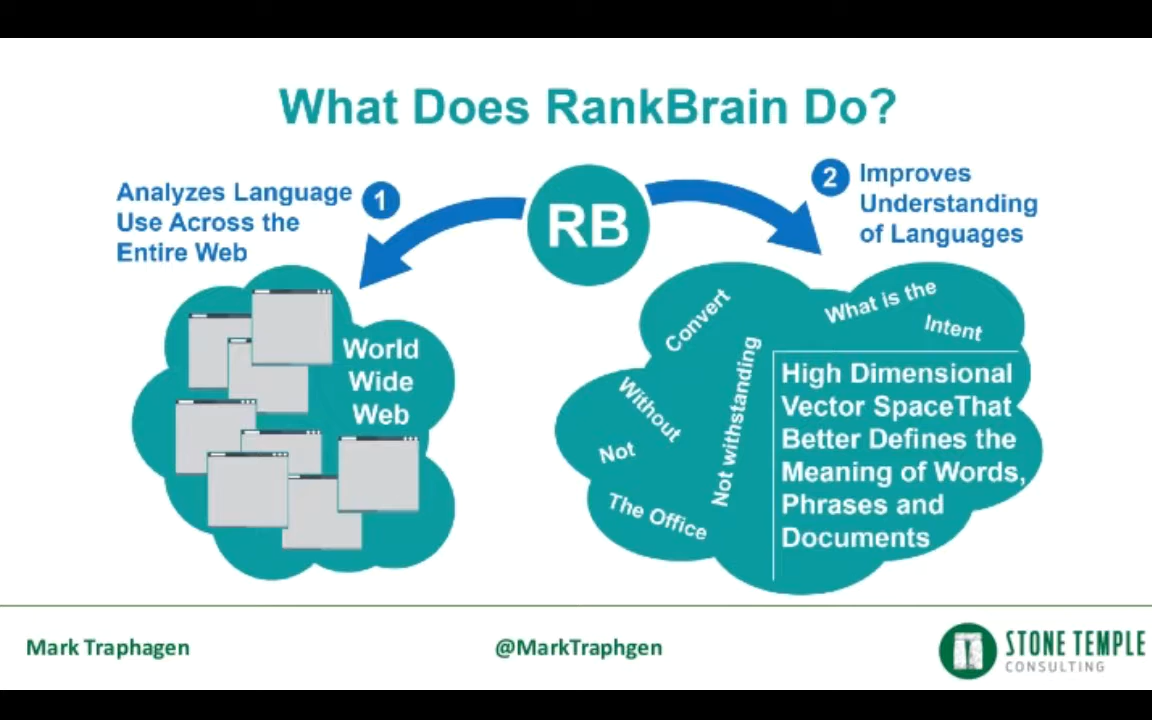 What Does RankBrain Do?
Analyzes Language
Use Across the
Entire Web
1
RB
2
Improves
Understanding
of Languages
World
Wide
Web
Convert
What is the
Intent
Without
Not withstanding
Not
The Office
High Dimensional
Vector SpaceThat
Better Defines the
Meaning of Words,
Phrases and
Documents
Mark Traphagen
@MarkTraphgen
STONE TEMPLE
CONSULTING